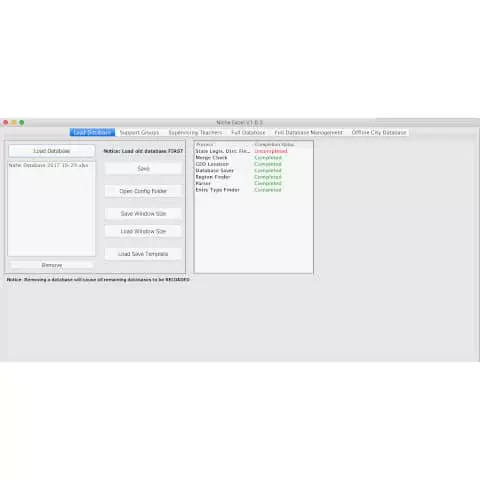 Niche Excel V1.0.3
Load Database Support Groups Supervising Teachers Full Database Full Database Management Offline City Database
Load Database
Notice: Load old database FIRST
Niche Database 2017 10-29.xlsx
Save
Open Config Folder
Save Window Size
Load Window Size
Load Save Template
Remove
Notice: Removing a database will cause all remaining databases to be RELOADED
Process Completion Status
State Legis. Dist. Fin... Uncompleted
Merge Check Completed
GEO Location Completed
Database Saver Completed
Region Finder Completed
Parser Completed
Entry Type Finder Completed